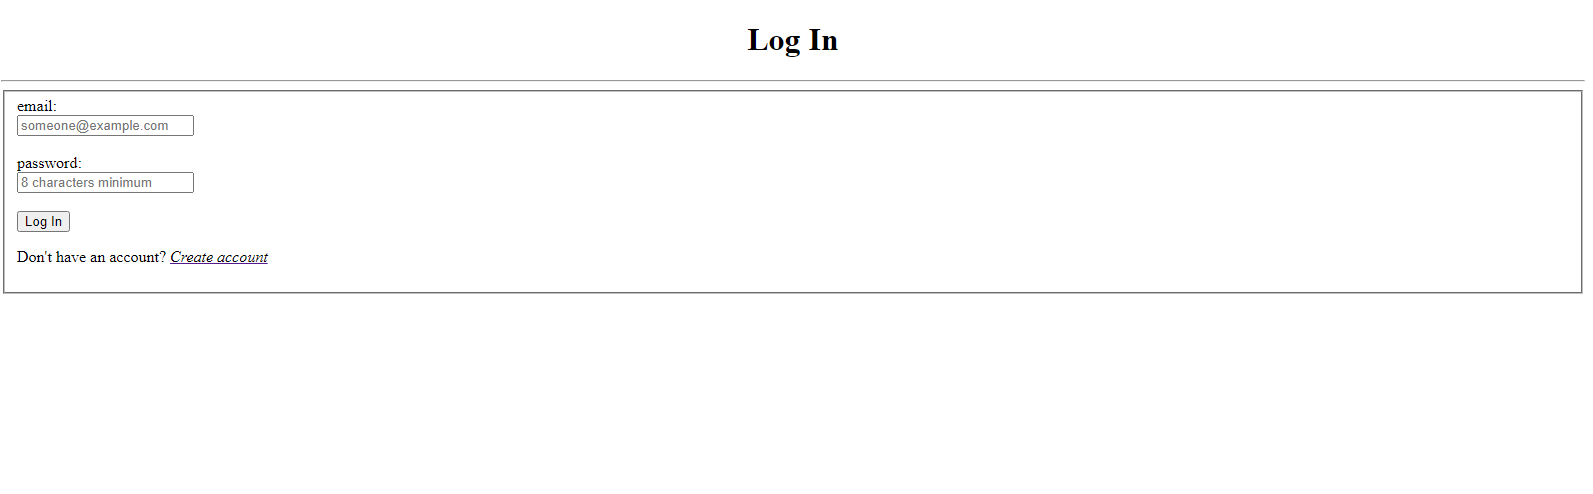 Log In
email:
someone@example.com
password:
8 characters minimum
Log In
Don't have an account? Create account